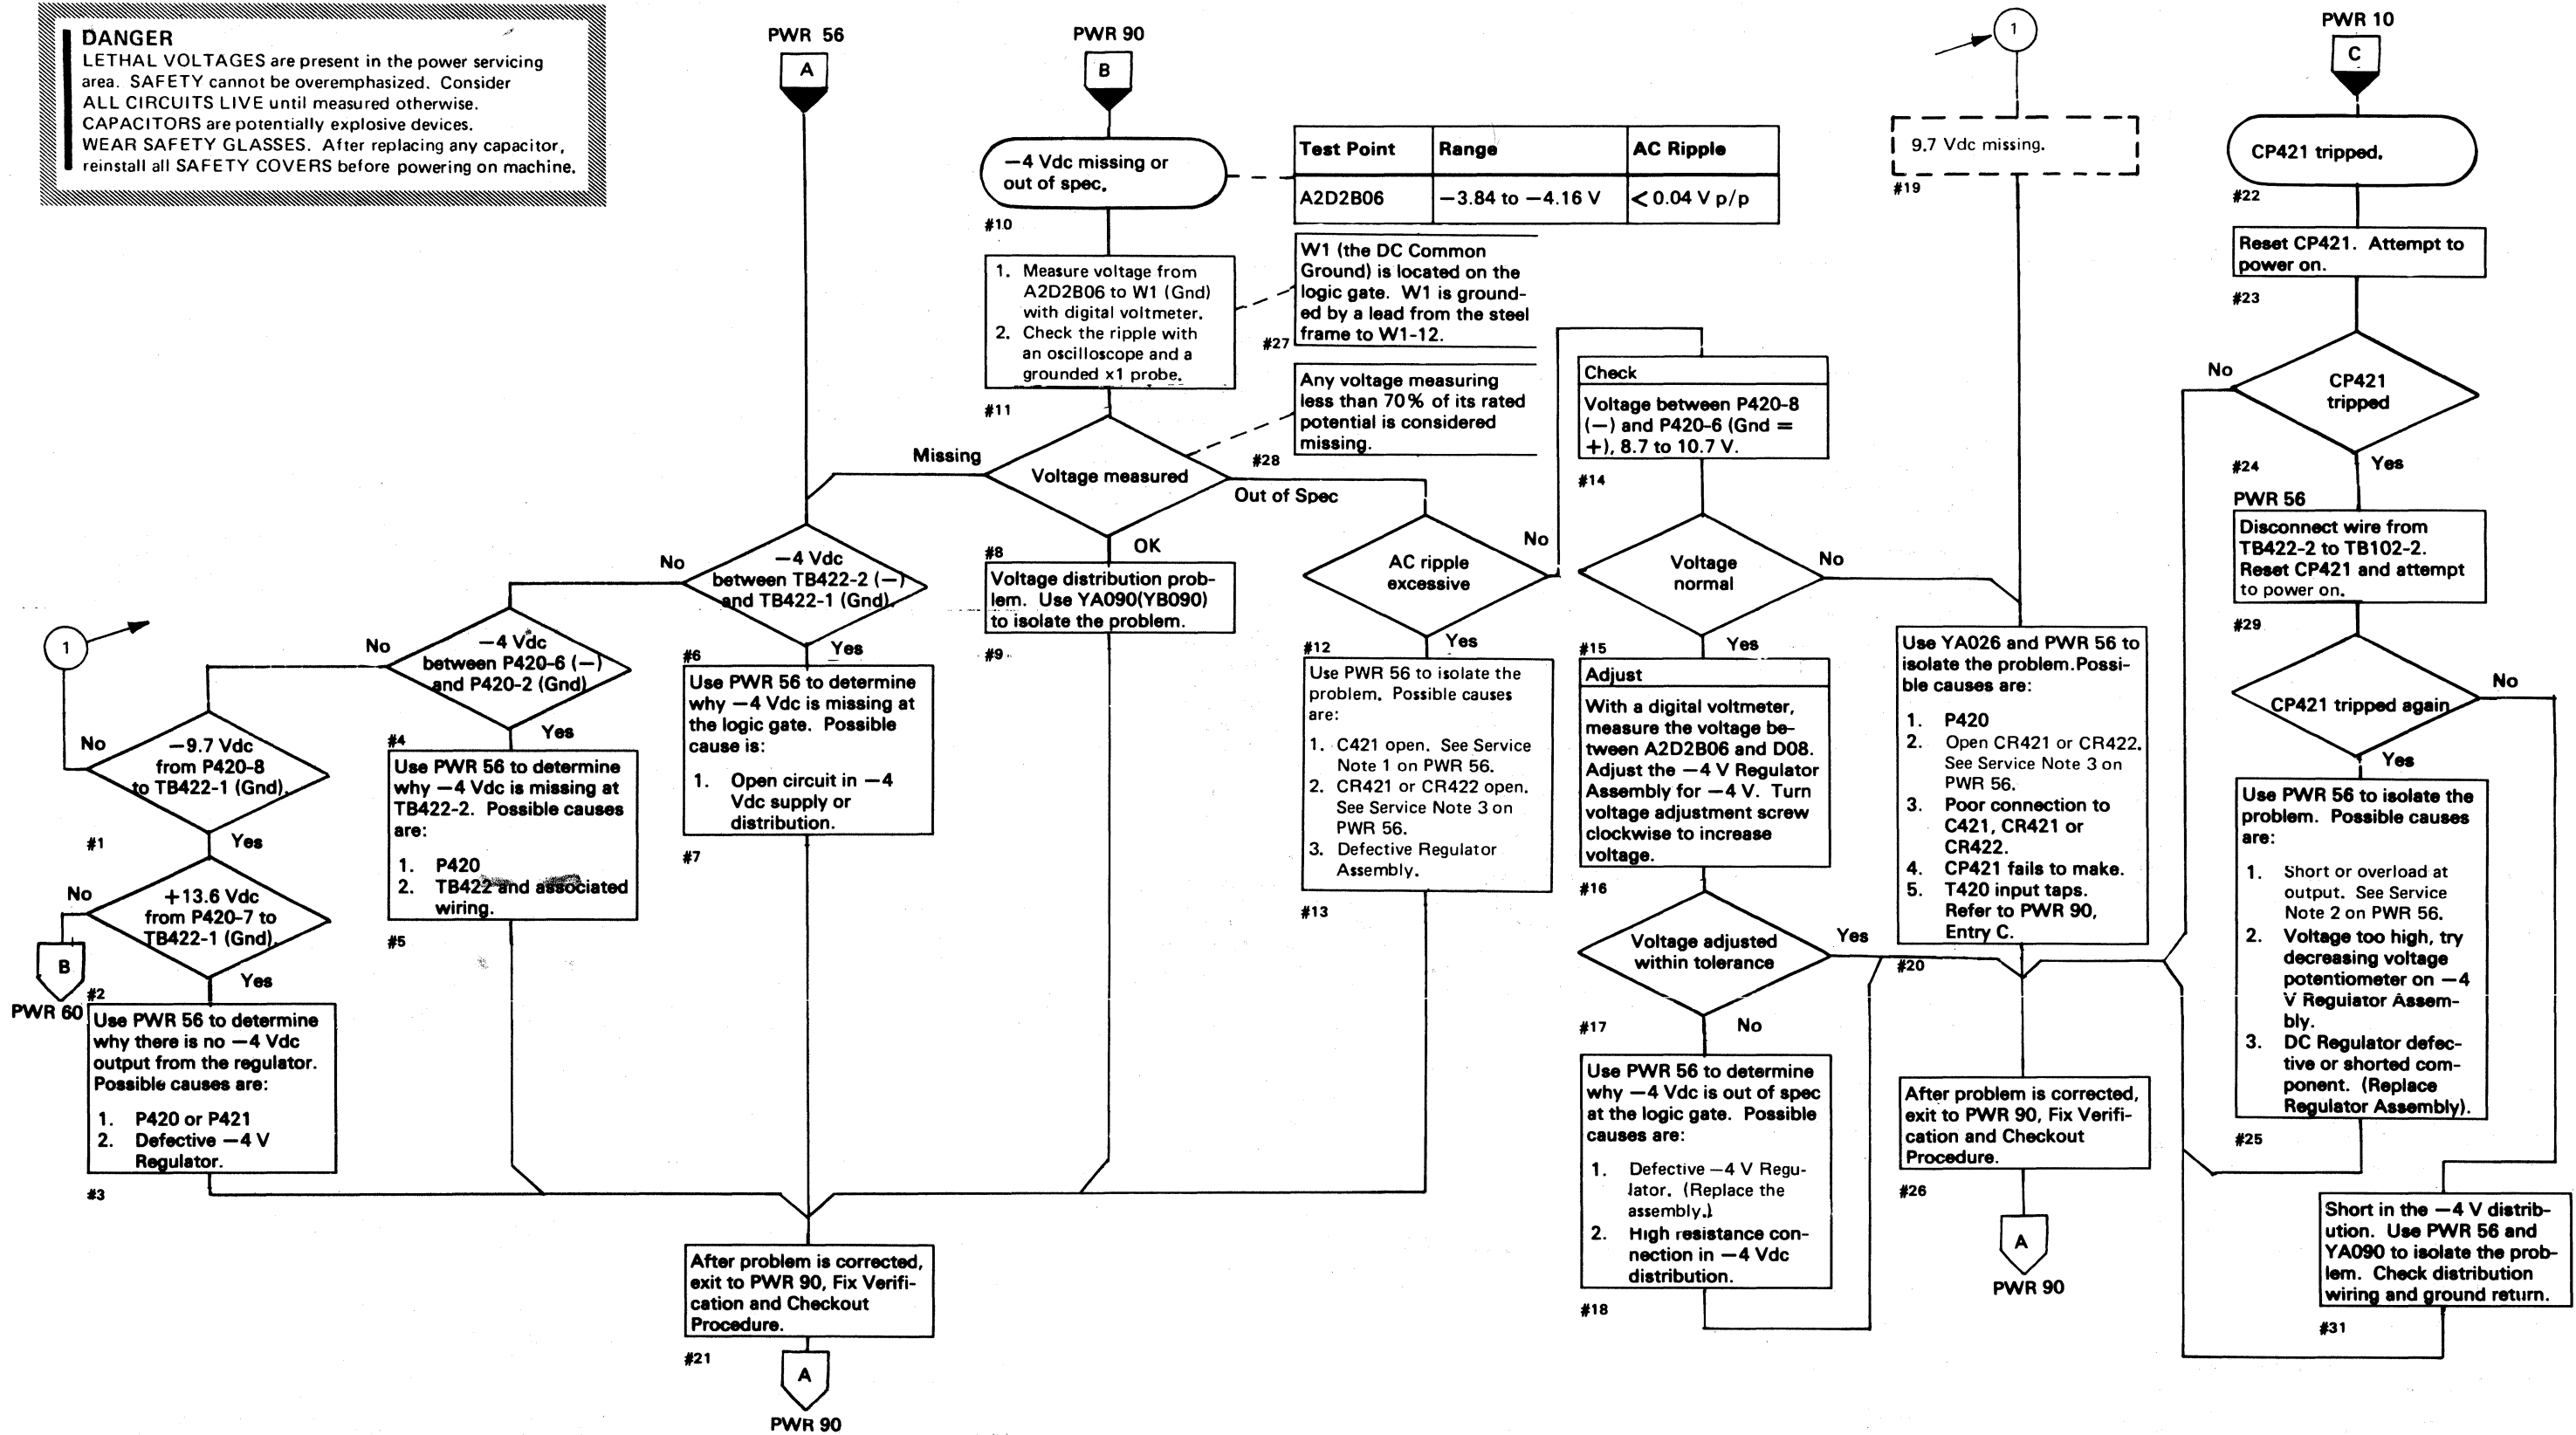 DANGER
LETHAL VOLTAGES are present in the power servicing
area. SAFETY cannot be overemphasized. Consider
ALL CIRCUITS LIVE until measured otherwise.
CAPACITORS are potentially explosive devices.
WEAR SAFETY GLASSES. After replacing any capacitor,
reinstall all SAFETY COVERS before powering on machine.
PWR 56
A
PWR 90
B
−4 Vdc missing or
out of spec.
#10
Test Point Range AC Ripple
A2D2B06 −3.84 to −4.16 V < 0.04 V p/p
1. Measure voltage from
A2D2B06 to W1 (Gnd)
with digital voltmeter.
2. Check the ripple with
an oscilloscope and a
grounded x1 probe.
#11
W1 (the DC Common
Ground) is located on the
logic gate. W1 is ground-
ed by a lead from the steel
frame to W1-12.
#27
Any voltage measuring
less than 70% of its rated
potential is considered
missing.
#28
Missing
Voltage measured
Out of Spec
OK
#8
Voltage distribution prob-
lem. Use YA090(YB090)
to isolate the problem.
#9
No
−4 Vdc
between TB422-2 (−)
and TB422-1 (Gnd).
Yes
#6
Use PWR 56 to determine
why −4 Vdc is missing at
the logic gate. Possible
cause is:
1. Open circuit in −4
Vdc supply or
distribution.
#7
No
−4 Vdc
between P420-6 (−)
and P420-2 (Gnd)
Yes
#4
Use PWR 56 to determine
why −4 Vdc is missing at
TB422-2. Possible causes
are:
1. P420
2. TB422 and associated
wiring.
#5
1
No
−9.7 Vdc
from P420-8
to TB422-1 (Gnd).
#1
Yes
No
+13.6 Vdc
from P420-7 to
TB422-1 (Gnd).
B
PWR 60
Yes
#2
Use PWR 56 to determine
why there is no −4 Vdc
output from the regulator.
Possible causes are:
1. P420 or P421
2. Defective −4 V
Regulator.
#3
After problem is corrected,
exit to PWR 90, Fix Verifi-
cation and Checkout
Procedure.
#21
A
PWR 90
AC ripple
excessive
No
Yes
#12
Use PWR 56 to isolate the
problem. Possible causes
are:
1. C421 open. See Service
Note 1 on PWR 56.
2. CR421 or CR422 open.
See Service Note 3 on
PWR 56.
3. Defective Regulator
Assembly.
#13
Check
Voltage between P420-8
(−) and P420-6 (Gnd =
+), 8.7 to 10.7 V.
#14
Voltage
normal
No
Yes
#15
Adjust
With a digital voltmeter,
measure the voltage be-
tween A2D2B06 and D08.
Adjust the −4 V Regulator
Assembly for −4 V. Turn
voltage adjustment screw
clockwise to increase
voltage.
#16
Voltage adjusted
within tolerance
Yes
#17
No
Use PWR 56 to determine
why −4 Vdc is out of spec
at the logic gate. Possible
causes are:
1. Defective −4 V Regu-
lator. (Replace the
assembly.)
2. High resistance con-
nection in −4 Vdc
distribution.
#18
1
9.7 Vdc missing.
#19
Use YA026 and PWR 56 to
isolate the problem.Possi-
ble causes are:
1. P420
2. Open CR421 or CR422.
See Service Note 3 on
PWR 56.
3. Poor connection to
C421, CR421 or
CR422.
4. CP421 fails to make.
5. T420 input taps.
Refer to PWR 90,
Entry C.
#20
After problem is corrected,
exit to PWR 90, Fix Verifi-
cation and Checkout
Procedure.
#26
A
PWR 90
PWR 10
C
CP421 tripped.
#22
Reset CP421. Attempt to
power on.
#23
No
CP421
tripped
#24
Yes
PWR 56
Disconnect wire from
TB422-2 to TB102-2.
Reset CP421 and attempt
to power on.
#29
CP421 tripped again
No
Yes
Use PWR 56 to isolate the
problem. Possible causes
are:
1. Short or overload at
output. See Service
Note 2 on PWR 56.
2. Voltage too high, try
decreasing voltage
potentiometer on −4
V Regulator Assem-
bly.
3. DC Regulator defec-
tive or shorted com-
ponent. (Replace
Regulator Assembly).
#25
Short in the −4 V distrib-
ution. Use PWR 56 and
YA090 to isolate the prob-
lem. Check distribution
wiring and ground return.
#31